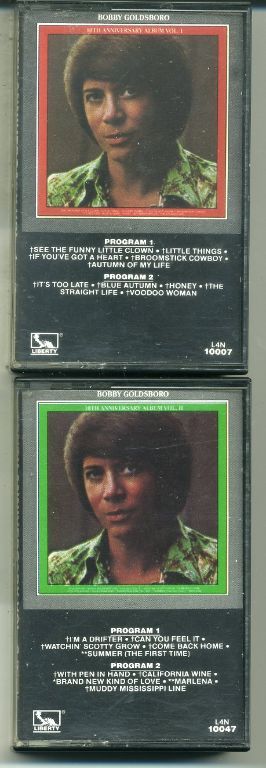 BOBBY GOLDSBORO
10TH ANNIVERSARY ALBUM VOL. I
PROGRAM 1
†SEE THE FUNNY LITTLE CLOWN • †LITTLE THINGS •
†IF YOU'VE GOT A HEART • †BROOMSTICK COWBOY •
†AUTUMN OF MY LIFE
PROGRAM 2
†IT'S TOO LATE • †BLUE AUTUMN • †HONEY • †THE
STRAIGHT LIFE • †VOODOO WOMAN
LIBERTY
L4N
10007
BOBBY GOLDSBORO
10TH ANNIVERSARY ALBUM, VOL. II
PROGRAM 1
†I'M A DRIFTER • †CAN YOU FEEL IT •
†WATCHIN' SCOTTY GROW • †COME BACK HOME •
**SUMMER (THE FIRST TIME)
PROGRAM 2
†WITH PEN IN HAND • †CALIFORNIA WINE •
*BRAND NEW KIND OF LOVE • **MARLENA •
†MUDDY MISSISSIPPI LINE
LIBERTY
L4N
10047